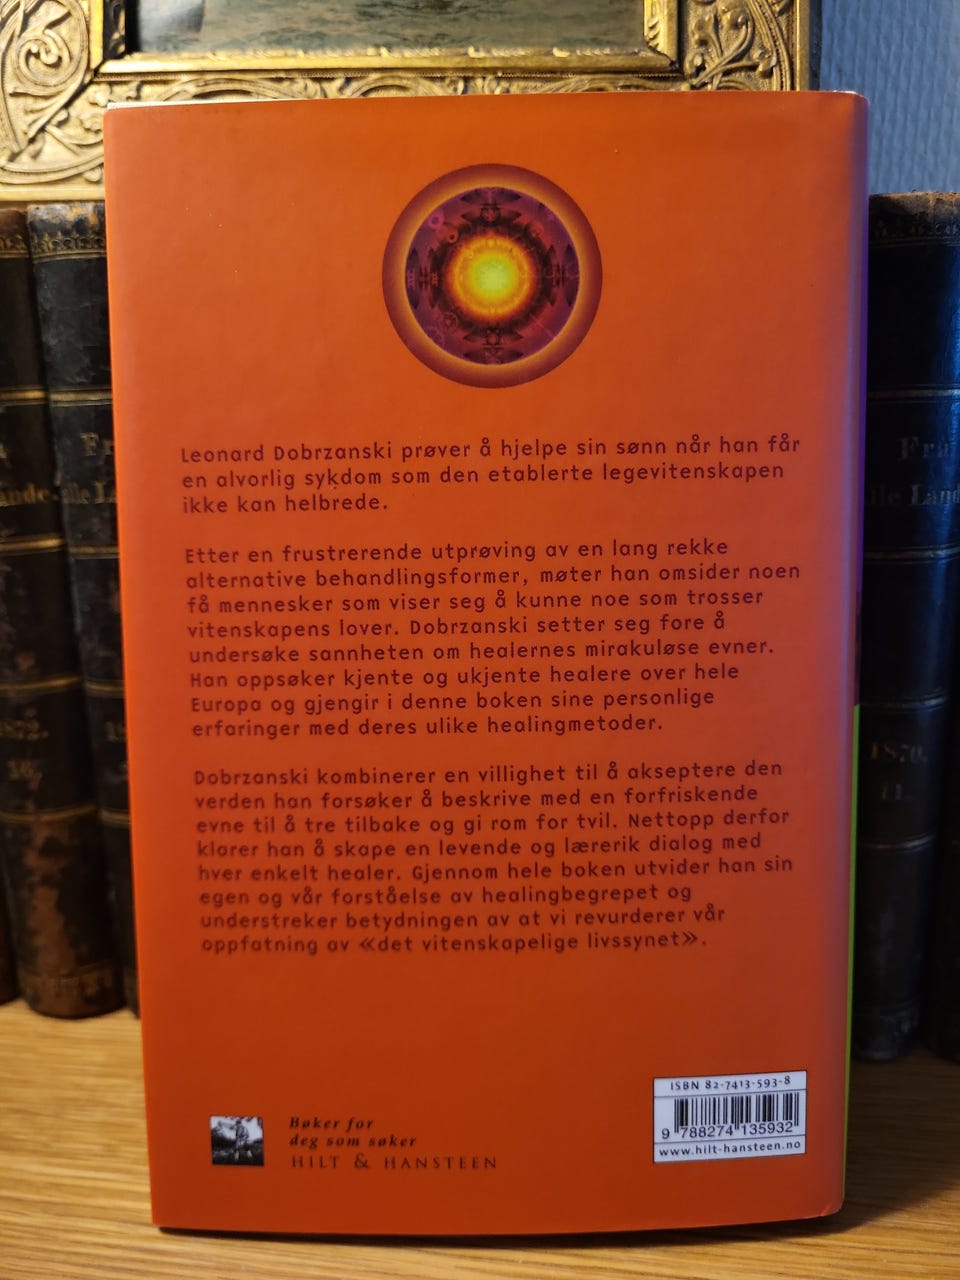 Leonard Dobrzanski prøver å hjelpe sin sønn når han får
en alvorlig sykdom som den etablerte legevitenskapen
ikke kan helbrede.
Etter en frustrerende utprøving av en lang rekke
alternative behandlingsformer, møter han omsider noen
få mennesker som viser seg å kunne noe som trosser
vitenskapens lover. Dobrzanski setter seg fore å
undersøke sannheten om healernes mirakuløse evner.
Han oppsøker kjente og ukjente healere over hele
Europa og gjengir i denne boken sine personlige
erfaringer med deres ulike healingmetoder.
Dobrzanski kombinerer en villighet til å akseptere den
verden han forsøker å beskrive med en forfriskende
evne til å tre tilbake og gi rom for tvil. Nettopp derfor
klarer han å skape en levende og lærerik dialog med
hver enkelt healer. Gjennom hele boken utvider han sin
egen og vår forståelse av healingbegrepet og
understreker betydningen av at vi revurderer vår
oppfatning av «det vitenskapelige livssynet».
Bøker for
deg som søker
HILT & HANSTEEN
ISBN 82-7413-593-8
9 788274 135932
www.hilt-hansteen.no
1870.
II.